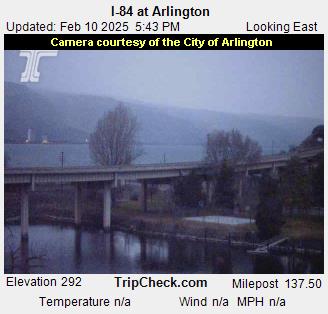 I-84 at Arlington
Updated: Feb 10 2025 5:43 PM Looking East
Camera courtesy of the City of Arlington
Elevation 292 TripCheck.com Milepost 137.50
Temperature n/a Wind n/a MPH n/a